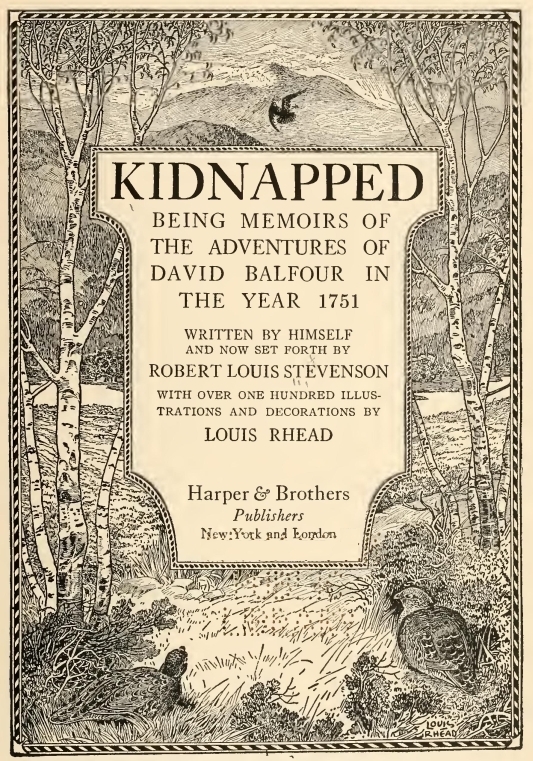 KIDNAPPED
BEING MEMOIRS OF
THE ADVENTURES OF
DAVID BALFOUR IN
THE YEAR 1751
WRITTEN BY HIMSELF
AND NOW SET FORTH BY
ROBERT LOUIS STEVENSON
WITH OVER ONE HUNDRED ILLUS-
TRATIONS AND DECORATIONS BY
LOUIS RHEAD
Harper & Brothers
Publishers
New York and London
LOUIS
RHEAD